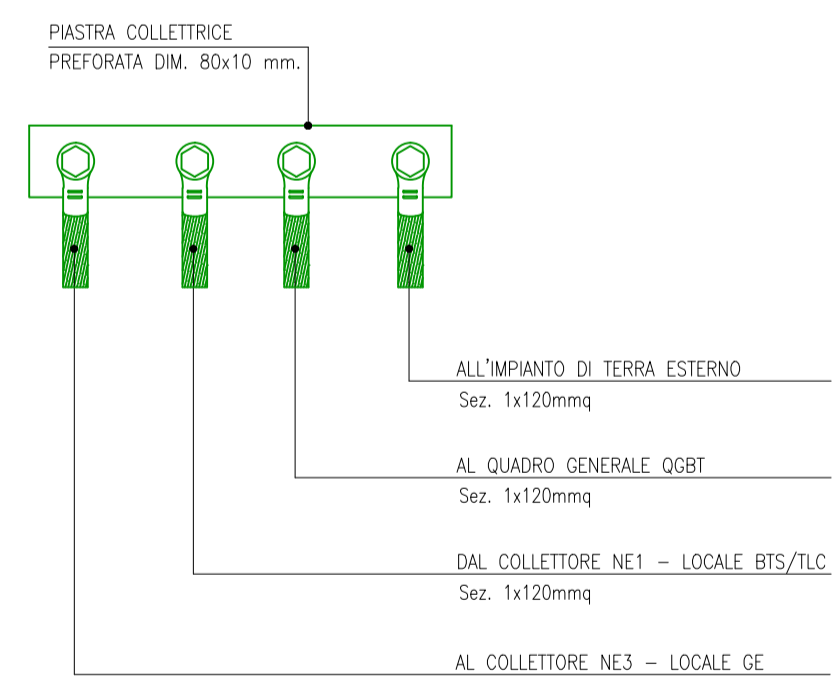 PIASTRA COLLETTRICE
PREFORATA DIM. 80x10 mm.
ALL'IMPIANTO DI TERRA ESTERNO
Sez. 1x120mmq
AL QUADRO GENERALE QGBT
Sez. 1x120mmq
DAL COLLETTORE NE1 – LOCALE BTS/TLC
Sez. 1x120mmq
AL COLLETTORE NE3 – LOCALE GE